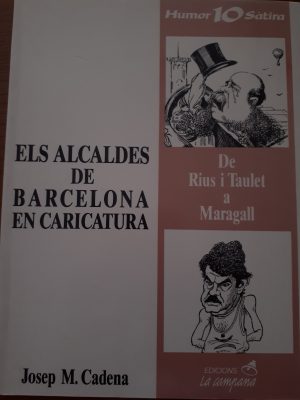 Humor 10 Sàtira
ELS ALCALDES
DE
BARCELONA
EN CARICATURA
De
Rius i Taulet
a
Maragall
Josep M. Cadena
EDICIONS
La campana